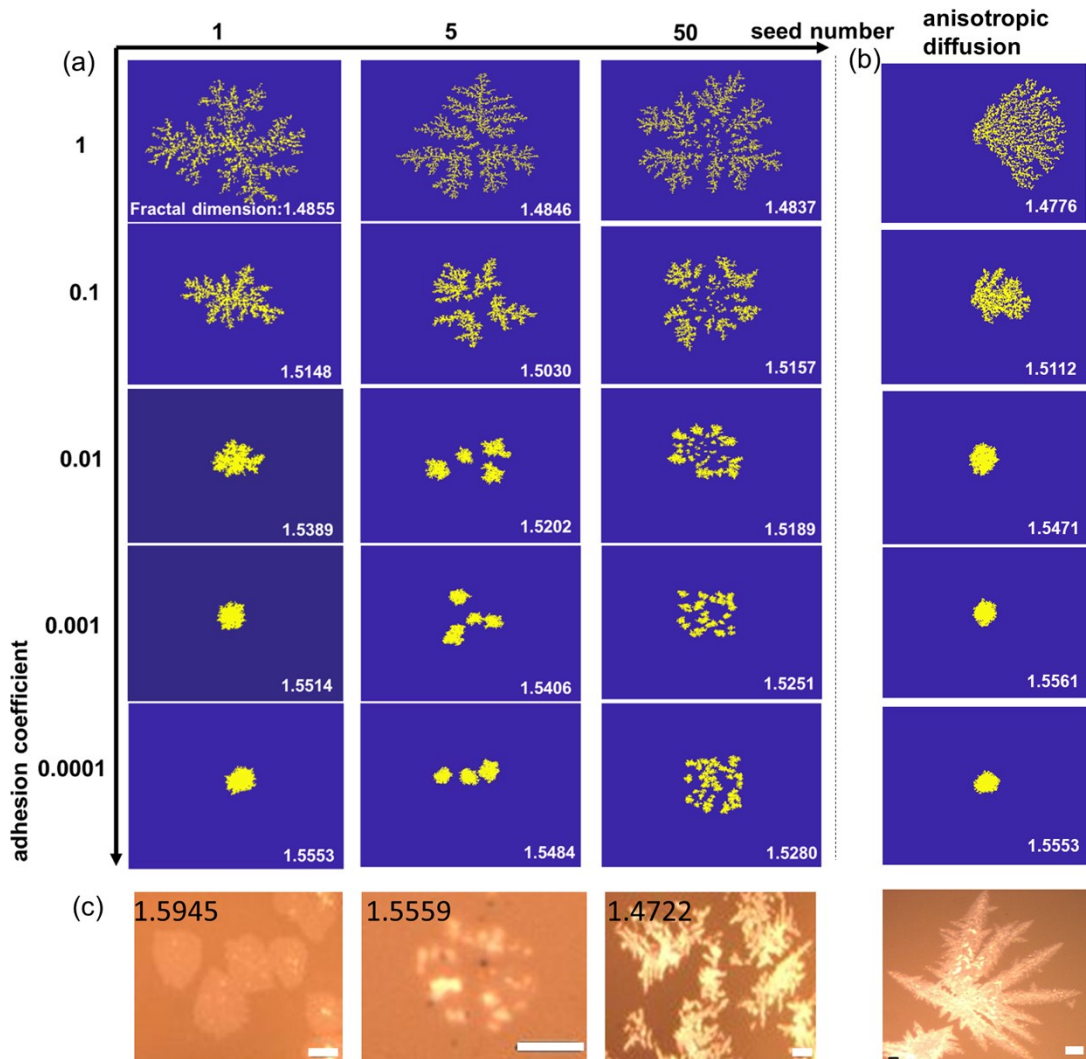 1 5 50 seed number anisotropic
diffusion
(a) (b)
1
Fractal dimension:1.4855 1.4846 1.4837 1.4776
0.1
1.5148 1.5030 1.5157 1.5112
0.01
1.5389 1.5202 1.5189 1.5471
0.001
1.5514 1.5406 1.5251 1.5561
0.0001
1.5553 1.5484 1.5280 1.5553
adhesion coefficient
(c) 1.5945 1.5559 1.4722